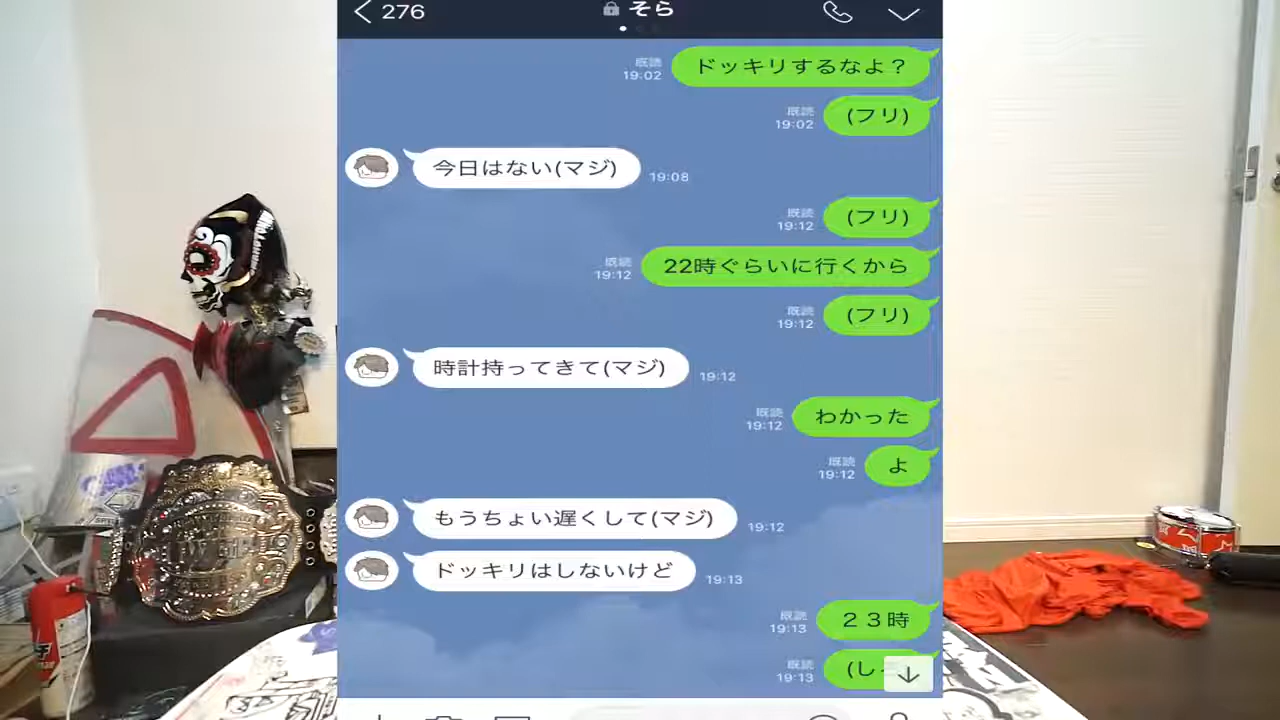 276
そら
ドッキリするなよ？
既読
19:02
(フリ)
既読
19:02
今日はない(マジ)
19:08
(フリ)
既読
19:12
22時ぐらいに行くから
既読
19:12
(フリ)
既読
19:12
時計持ってきて(マジ)
19:12
わかった
既読
19:12
よ
既読
19:12
もうちょい遅くして(マジ)
19:12
ドッキリはしないけど
19:13
２３時
既読
19:13
(し
既読
19:13